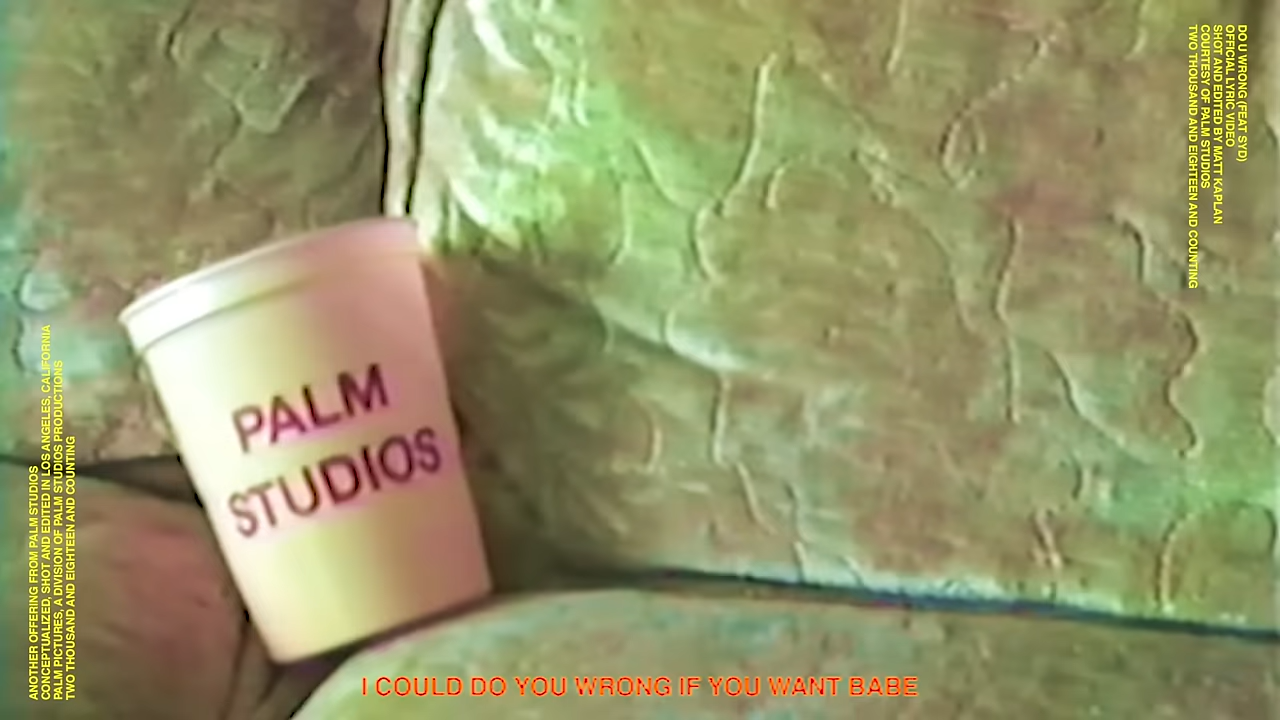 DO U WRONG (FEAT SYD)
OFFICIAL LYRIC VIDEO
SHOT AND EDITED BY MATT KAPLAN
COURTESY OF PALM STUDIOS
TWO THOUSAND AND EIGHTEEN AND COUNTING
PALM
STUDIOS
ANOTHER OFFERING FROM PALM STUDIOS
CONCEPTUALIZED, SHOT AND EDITED IN LOS ANGELES, CALIFORNIA
PALM PICTURES, A DIVISION OF PALM STUDIOS PRODUCTIONS
TWO THOUSAND AND EIGHTEEN AND COUNTING
I COULD DO YOU WRONG IF YOU WANT BABE